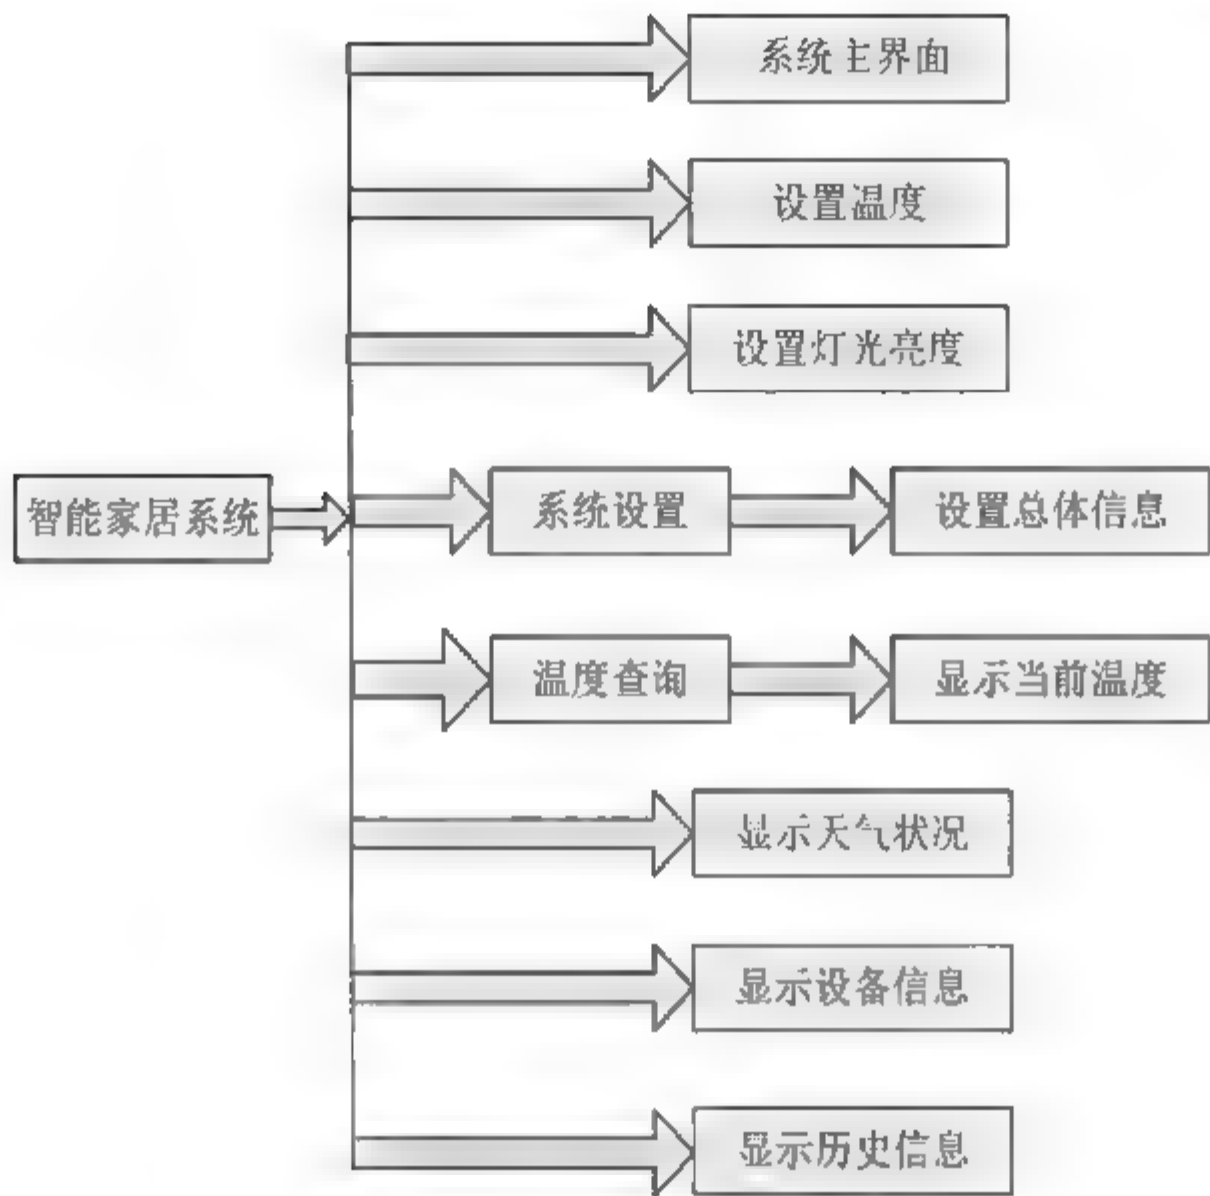 系统主界面
设置温度
设置灯光亮度
智能家居系统
系统设置
设置总体信息
温度查询
显示当前温度
显示天气状况
显示设备信息
显示历史信息